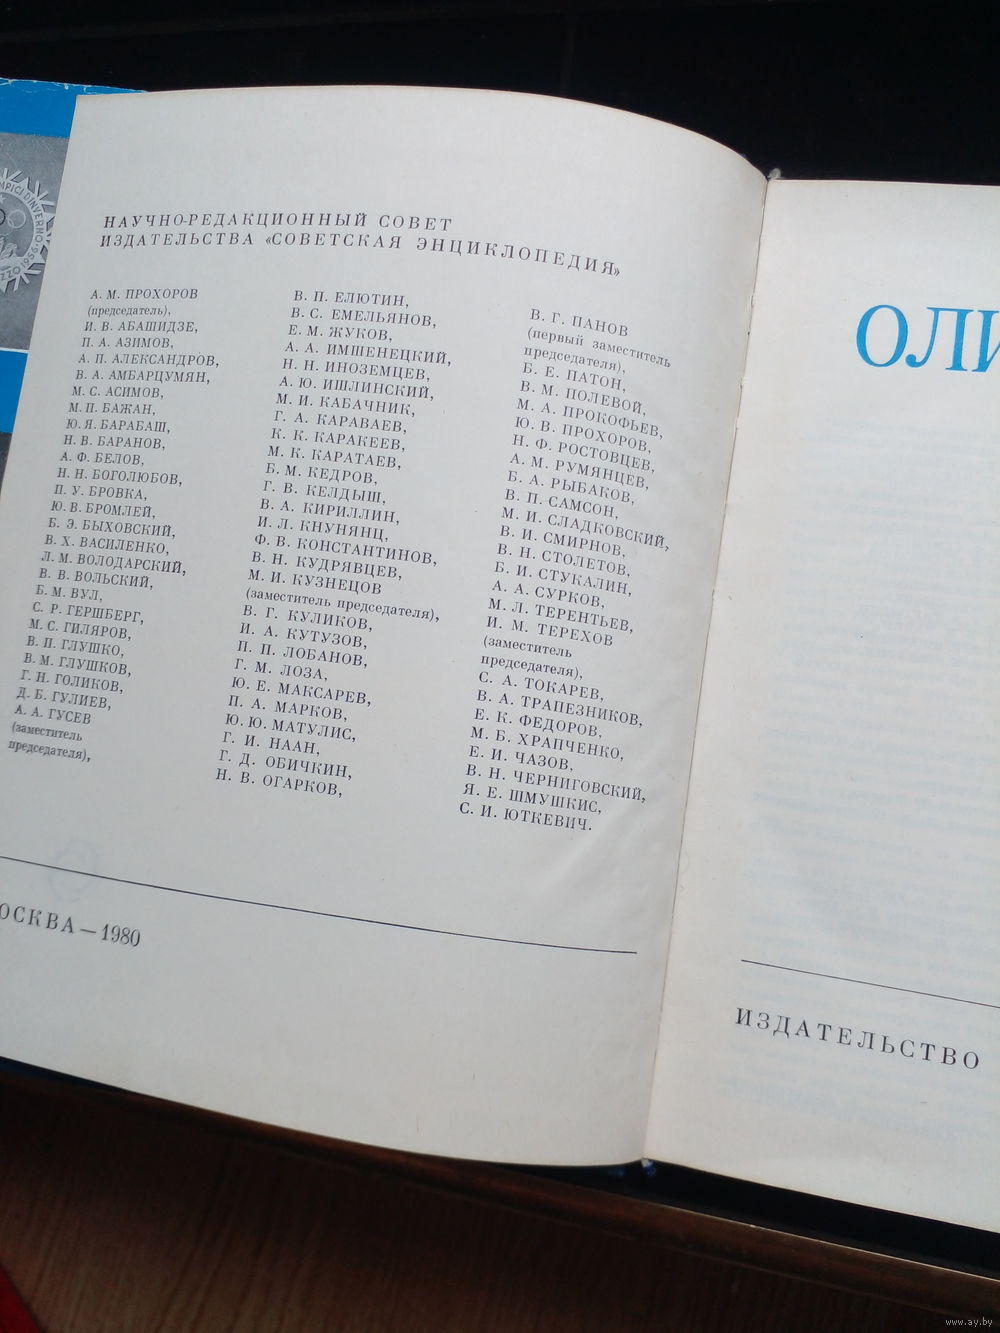 НАУЧНО-РЕДАКЦИОННЫЙ СОВЕТ
ИЗДАТЕЛЬСТВА «СОВЕТСКАЯ ЭНЦИКЛОПЕДИЯ»
А. М. ПРОХОРОВ
(председатель),
И. В. АБАШИДЗЕ,
П. А. АЗИМОВ,
А. П. АЛЕКСАНДРОВ,
В. А. АМБАРЦУМЯН,
М. С. АСИМОВ,
М. П. БАЖАН,
Ю. Я. БАРАБАШ,
Н. В. БАРАНОВ,
А. Ф. БЕЛОВ,
Н. Н. БОГОЛЮБОВ,
П. У. БРОВКА,
Ю. В. БРОМЛЕЙ,
Б. Э. БЫХОВСКИЙ,
В. Х. ВАСИЛЕНКО,
Л. М. ВОЛОДАРСКИЙ,
В. В. ВОЛЬСКИЙ,
Б. М. ВУЛ,
С. Р. ГЕРШБЕРГ,
М. С. ГИЛЯРОВ,
В. П. ГЛУШКО,
В. М. ГЛУШКОВ,
Г. Н. ГОЛИКОВ,
Д. Б. ГУЛИЕВ,
А. А. ГУСЕВ
(заместитель
председателя),
В. П. ЕЛЮТИН,
В. С. ЕМЕЛЬЯНОВ,
Е. М. ЖУКОВ,
А. А. ИМШЕНЕЦКИЙ,
Н. Н. ИНОЗЕМЦЕВ,
А. Ю. ИШЛИНСКИЙ,
М. И. КАБАЧНИК,
Г. А. КАРАВАЕВ,
К. К. КАРАКЕЕВ,
М. К. КАРАТАЕВ,
Б. М. КЕДРОВ,
Г. В. КЕЛДЫШ,
В. А. КИРИЛЛИН,
И. Л. КНУНЯНЦ,
Ф. В. КОНСТАНТИНОВ,
В. Н. КУДРЯВЦЕВ,
М. И. КУЗНЕЦОВ
(заместитель председателя),
В. Г. КУЛИКОВ,
И. А. КУТУЗОВ,
П. П. ЛОБАНОВ,
Г. М. ЛОЗА,
Ю. Е. МАКСАРЕВ,
П. А. МАРКОВ,
Ю. Ю. МАТУЛИС,
Г. И. НААН,
Г. Д. ОБИЧКИН,
Н. В. ОГАРКОВ,
В. Г. ПАНОВ
(первый заместитель
председателя),
Б. Е. ПАТОН,
В. М. ПОЛЕВОЙ,
М. А. ПРОКОФЬЕВ,
Ю. В. ПРОХОРОВ,
Н. Ф. РОСТОВЦЕВ,
А. М. РУМЯНЦЕВ,
Б. А. РЫБАКОВ,
В. П. САМСОН,
М. И. СЛАДКОВСКИЙ,
В. И. СМИРНОВ,
В. Н. СТОЛЕТОВ,
Б. И. СТУКАЛИН,
А. А. СУРКОВ,
М. Л. ТЕРЕНТЬЕВ,
И. М. ТЕРЕХОВ
(заместитель
председателя),
С. А. ТОКАРЕВ,
В. А. ТРАПЕЗНИКОВ,
Е. К. ФЕДОРОВ,
М. Б. ХРАПЧЕНКО,
Е. И. ЧАЗОВ,
В. Н. ЧЕРНИГОВСКИЙ,
Я. Е. ШМУШКИС,
С. И. ЮТКЕВИЧ.
ОСКВА — 1980
ОЛИ
ИЗДАТЕЛЬСТВО
www.ay.by